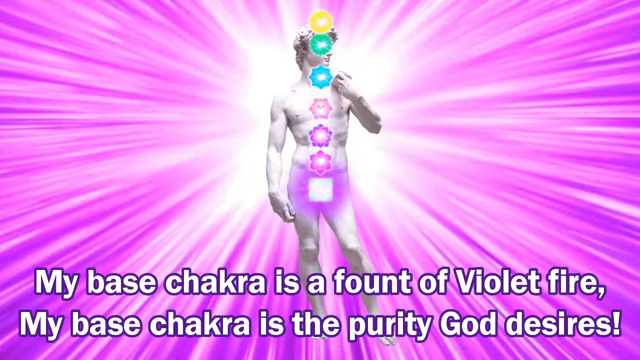 My base chakra is a fount of Violet fire,
My base chakra is the purity God desires!